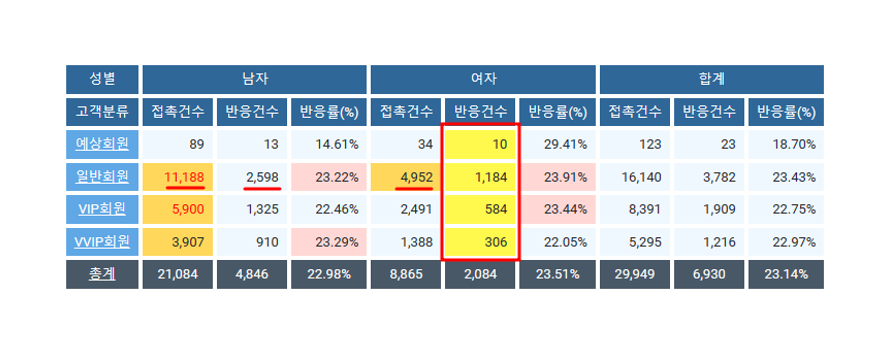 성별 남자 여자 합계
고객분류 접촉건수 반응건수 반응률(%) 접촉건수 반응건수 반응률(%) 접촉건수 반응건수 반응률(%)
예상회원 89 13 14.61% 34 10 29.41% 123 23 18.70%
일반회원 11,188 2,598 23.22% 4,952 1,184 23.91% 16,140 3,782 23.43%
VIP회원 5,900 1,325 22.46% 2,491 584 23.44% 8,391 1,909 22.75%
VVIP회원 3,907 910 23.29% 1,388 306 22.05% 5,295 1,216 22.97%
총계 21,084 4,846 22.98% 8,865 2,084 23.51% 29,949 6,930 23.14%